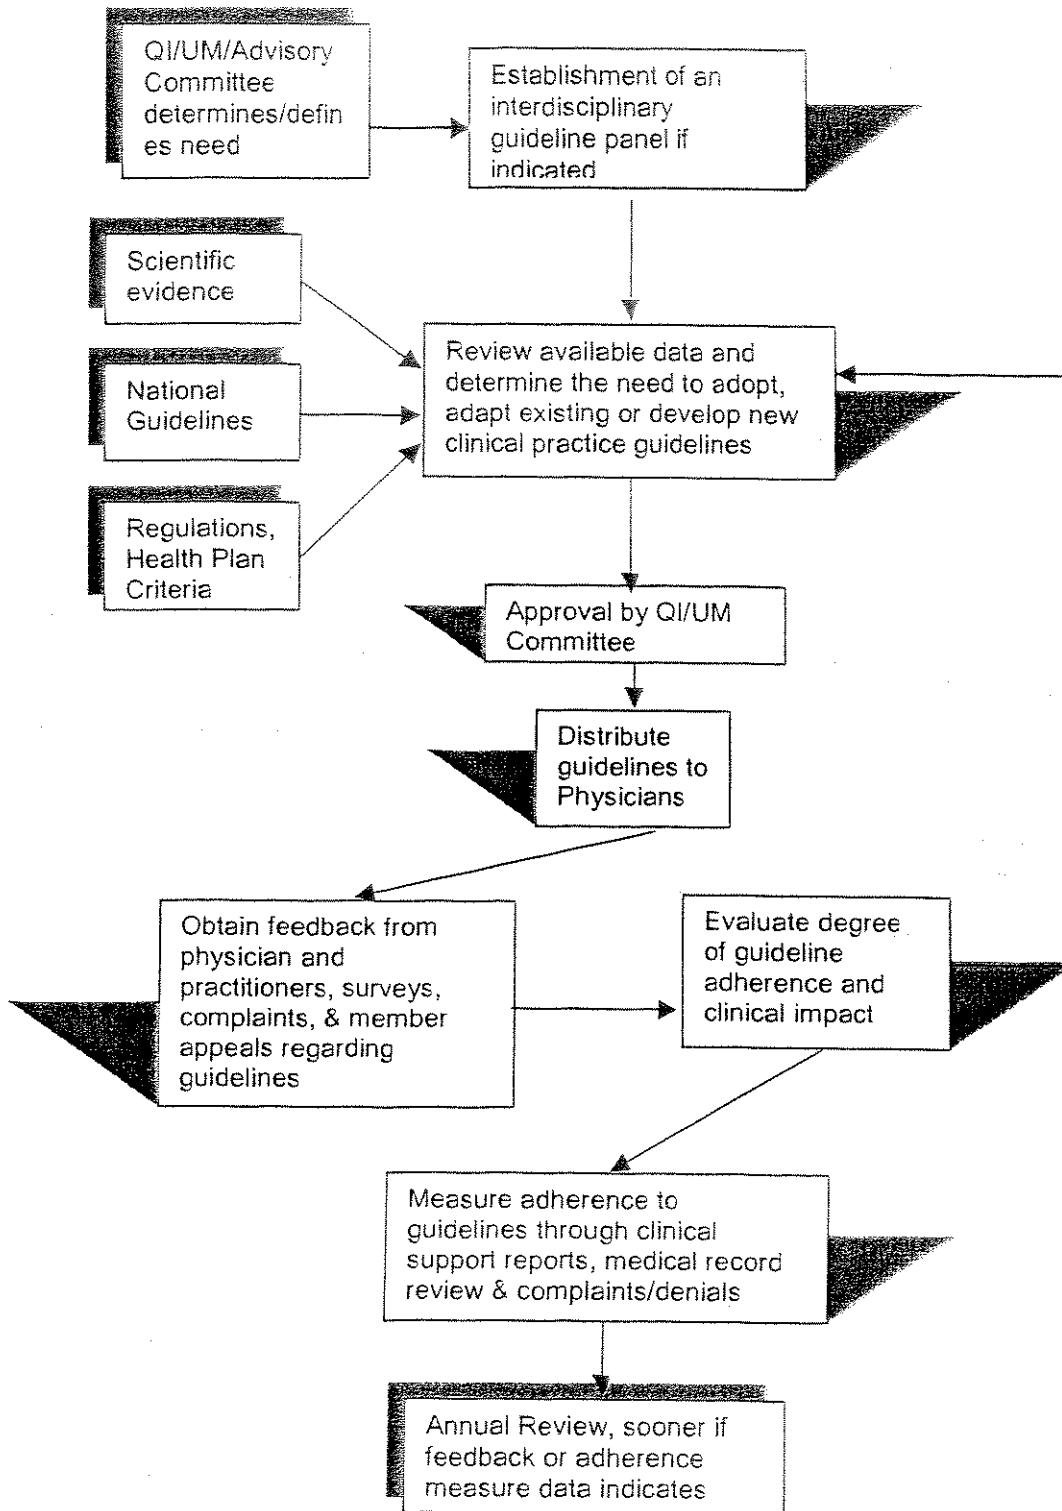 QI/UM/Advisory
Committee
determines/defin
es need
Establishment of an
interdisciplinary
guideline panel if
indicated
Scientific
evidence
National
Guidelines
Regulations,
Health Plan
Criteria
Review available data and
determine the need to adopt,
adapt existing or develop new
clinical practice guidelines
Approval by QI/UM
Committee
Distribute
guidelines to
Physicians
Obtain feedback from
physician and
practitioners, surveys,
complaints, & member
appeals regarding
guidelines
Evaluate degree
of guideline
adherence and
clinical impact
Measure adherence to
guidelines through clinical
support reports, medical record
review & complaints/denials
Annual Review, sooner if
feedback or adherence
measure data indicates